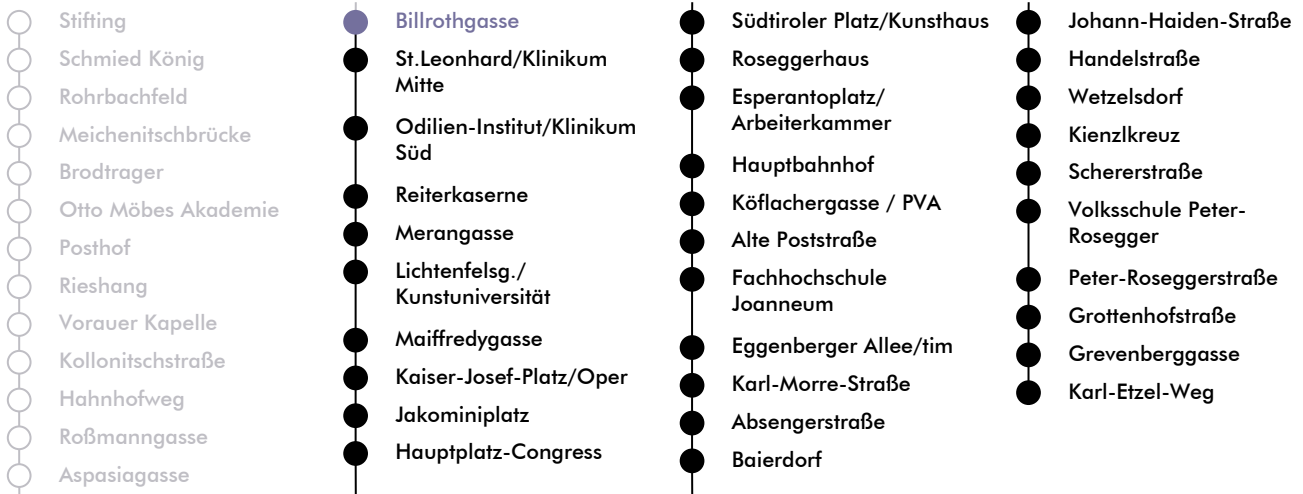 Stifting
Schmied König
Rohrbachfeld
Meichenitschbrücke
Brodtrager
Otto Möbes Akademie
Posthof
Rieshang
Vorauer Kapelle
Kollonitschstraße
Hahnhofweg
Roßmanngasse
Aspasiagasse
Billrothgasse
St.Leonhard/Klinikum
Mitte
Odilien-Institut/Klinikum
Süd
Reiterkaserne
Merangasse
Lichtenfelsg./
Kunstuniversität
Maiffredygasse
Kaiser-Josef-Platz/Oper
Jakominiplatz
Hauptplatz-Congress
Südtiroler Platz/Kunsthaus
Roseggerhaus
Esperantoplatz/
Arbeiterkammer
Hauptbahnhof
Köflachergasse / PVA
Alte Poststraße
Fachhochschule
Joanneum
Eggenberger Allee/tim
Karl-Morre-Straße
Absengerstraße
Baierdorf
Johann-Haiden-Straße
Handelstraße
Wetzelsdorf
Kienzlkreuz
Schererstraße
Volksschule Peter-
Rosegger
Peter-Roseggerstraße
Grottenhofstraße
Grevenberggasse
Karl-Etzel-Weg